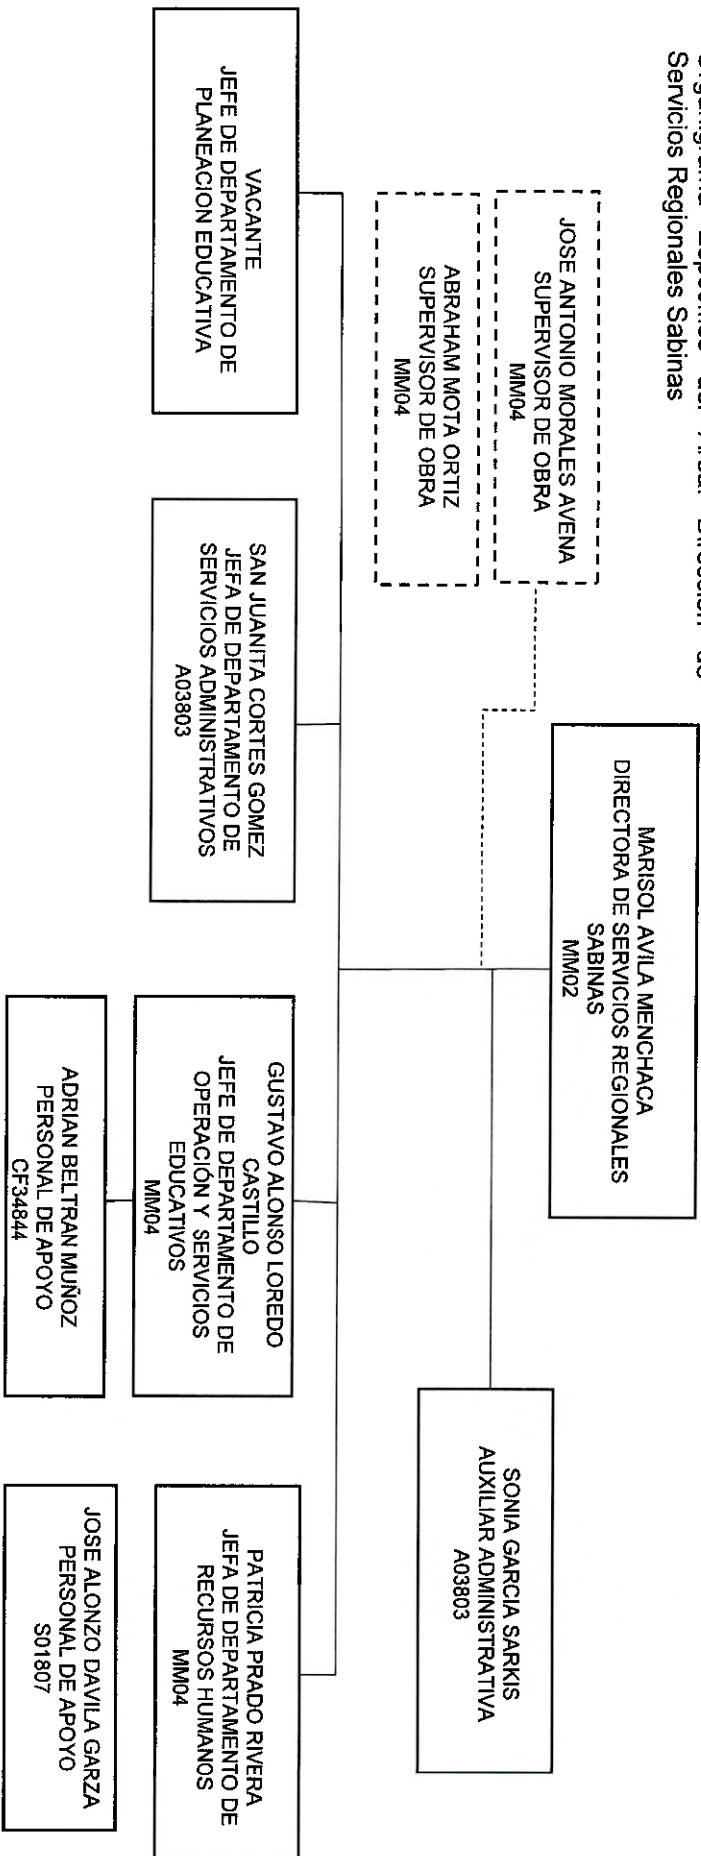 Servicios Regionales Sabinas
MARISOL AVILA MENCHACA
DIRECTORA DE SERVICIOS REGIONALES
SABINAS
MM02
JOSE ANTONIO MORALES AVENA
SUPERVISOR DE OBRA
MM04
ABRAHAM MOTA ORTIZ
SUPERVISOR DE OBRA
MM04
SONIA GARCIA SARKIS
AUXILIAR ADMINISTRATIVA
A03803
VACANTE
JEFE DE DEPARTAMENTO DE
PLANEACION EDUCATIVA
SAN JUANITA CORTES GOMEZ
JEFA DE DEPARTAMENTO DE
SERVICIOS ADMINISTRATIVOS
A03803
GUSTAVO ALONSO LOREDO
CASTILLO
JEFE DE DEPARTAMENTO DE
OPERACIÓN Y SERVICIOS
EDUCATIVOS
MM04
ADRIAN BELTRAN MUÑOZ
PERSONAL DE APOYO
CF34844
PATRICIA PRADO RIVERA
JEFA DE DEPARTAMENTO DE
RECURSOS HUMANOS
MM04
JOSE ALONZO DAVILA GARZA
PERSONAL DE APOYO
S01807